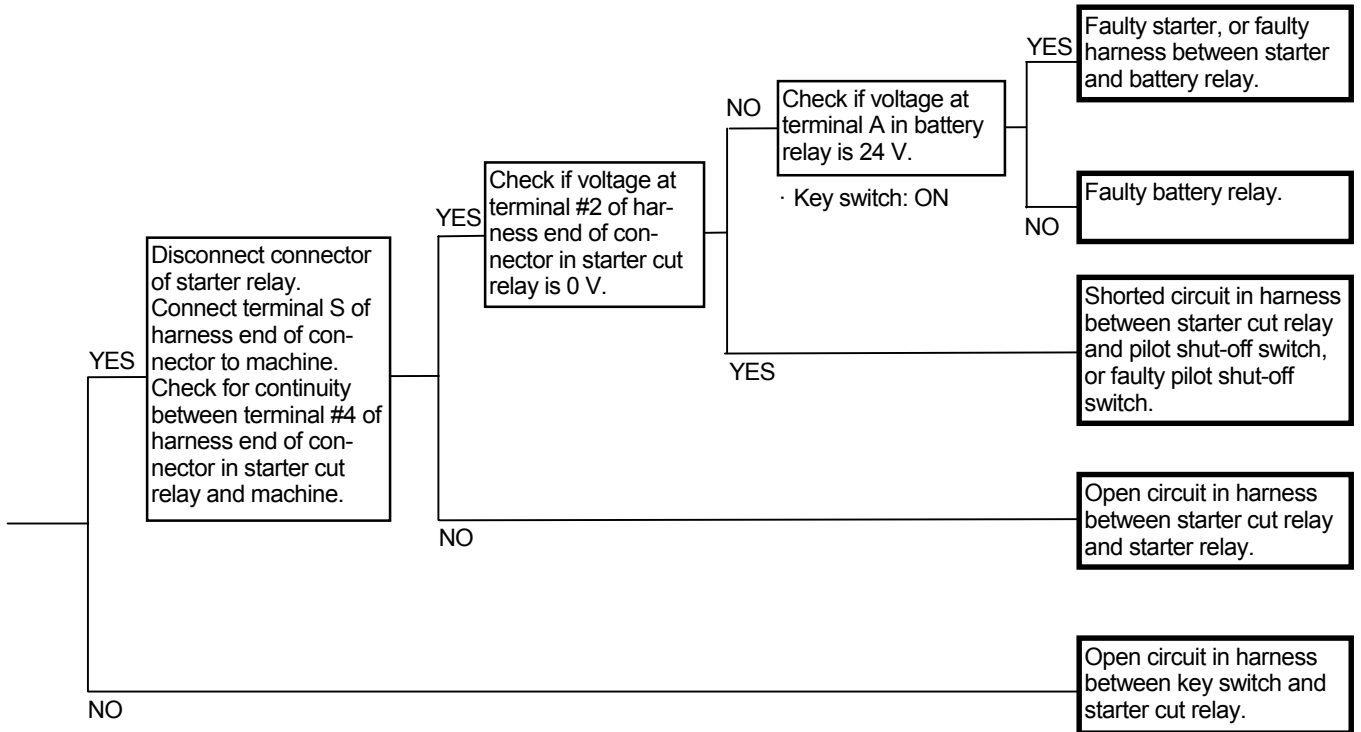 YES
Faulty starter, or faulty
harness between starter
and battery relay.
NO
Check if voltage at
terminal A in battery
relay is 24 V.
· Key switch: ON
NO
Faulty battery relay.
YES
Check if voltage at
terminal #2 of har-
ness end of con-
nector in starter cut
relay is 0 V.
YES
Shorted circuit in harness
between starter cut relay
and pilot shut-off switch,
or faulty pilot shut-off
switch.
YES
Disconnect connector
of starter relay.
Connect terminal S of
harness end of con-
nector to machine.
Check for continuity
between terminal #4 of
harness end of con-
nector in starter cut
relay and machine.
NO
Open circuit in harness
between starter cut relay
and starter relay.
NO
Open circuit in harness
between key switch and
starter cut relay.